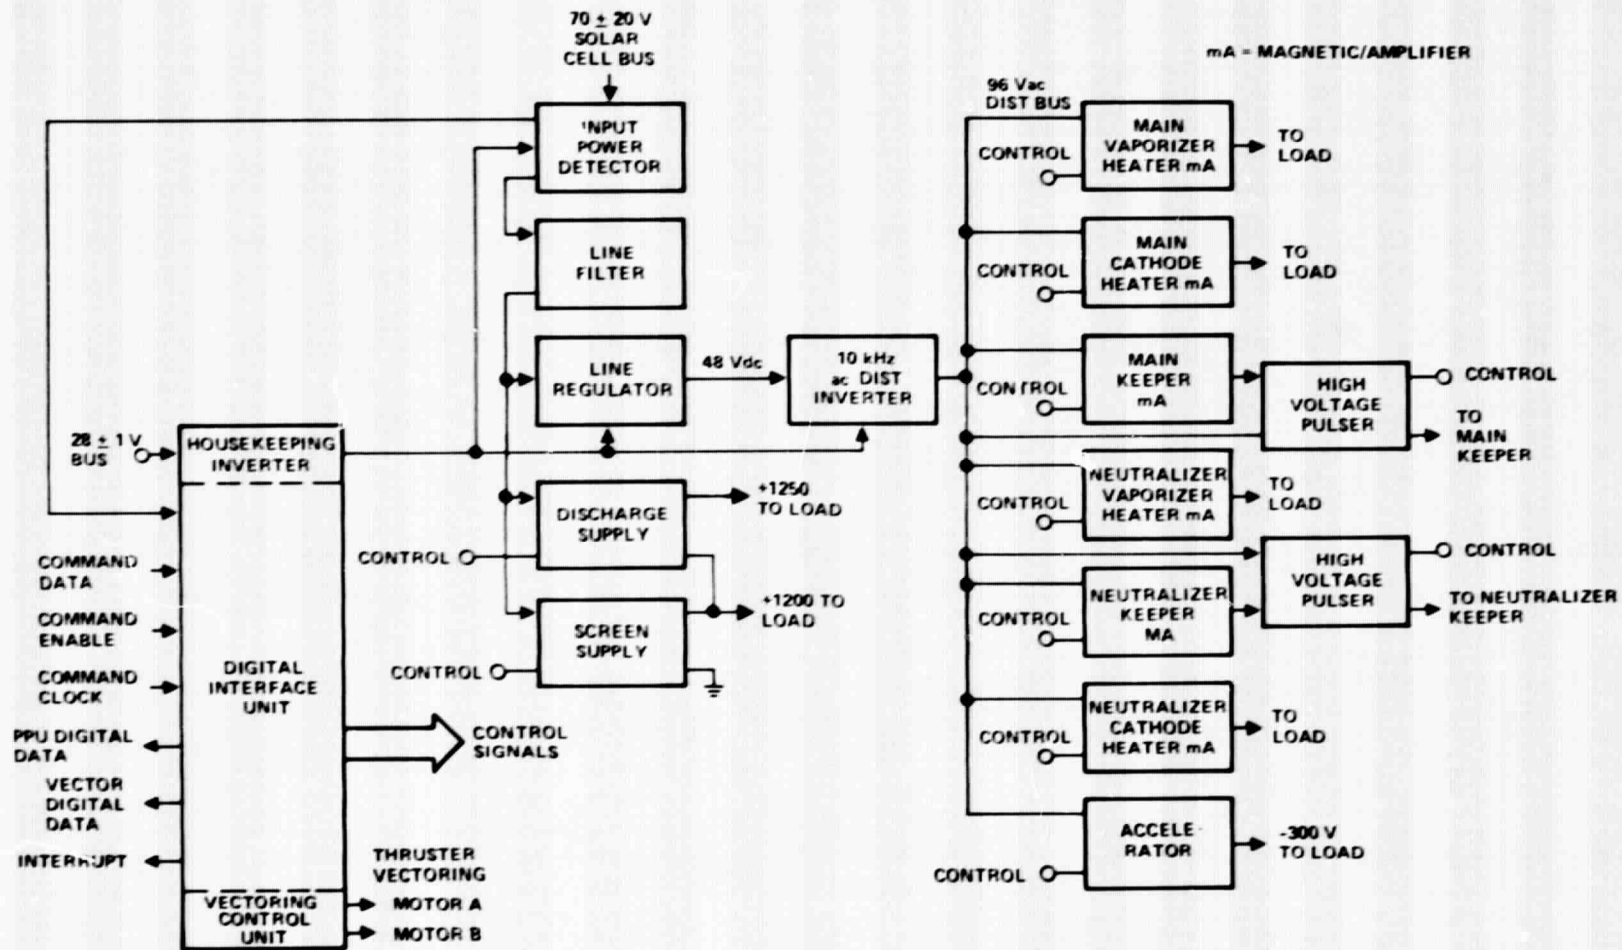 70 ± 20 V
SOLAR
CELL BUS
mA = MAGNETIC/AMPLIFIER
INPUT
POWER
DETECTOR
LINE
FILTER
LINE
REGULATOR
48 Vdc
10 kHz
ac DIST
INVERTER
28 ± 1 V
BUS
HOUSEKEEPING
INVERTER
DISCHARGE
SUPPLY
+1250
TO LOAD
CONTROL
SCREEN
SUPPLY
+1200 TO
LOAD
CONTROL
COMMAND
DATA
COMMAND
ENABLE
COMMAND
CLOCK
PPU DIGITAL
DATA
VECTOR
DIGITAL
DATA
INTERRUPT
DIGITAL
INTERFACE
UNIT
CONTROL
SIGNALS
VECTORING
CONTROL
UNIT
THRUSTER
VECTORING
MOTOR A
MOTOR B
96 Vac
DIST BUS
CONTROL
MAIN
VAPORIZER
HEATER mA
TO
LOAD
CONTROL
MAIN
CATHODE
HEATER mA
TO
LOAD
CONTROL
MAIN
KEEPER
mA
HIGH
VOLTAGE
PULSER
CONTROL
TO
MAIN
KEEPER
CONTROL
NEUTRALIZER
VAPORIZER
HEATER mA
TO
LOAD
CONTROL
NEUTRALIZER
KEEPER
MA
HIGH
VOLTAGE
PULSER
CONTROL
TO NEUTRALIZER
KEEPER
CONTROL
NEUTRALIZER
CATHODE
HEATER mA
TO
LOAD
CONTROL
ACCELE-
RATOR
-300 V
TO LOAD